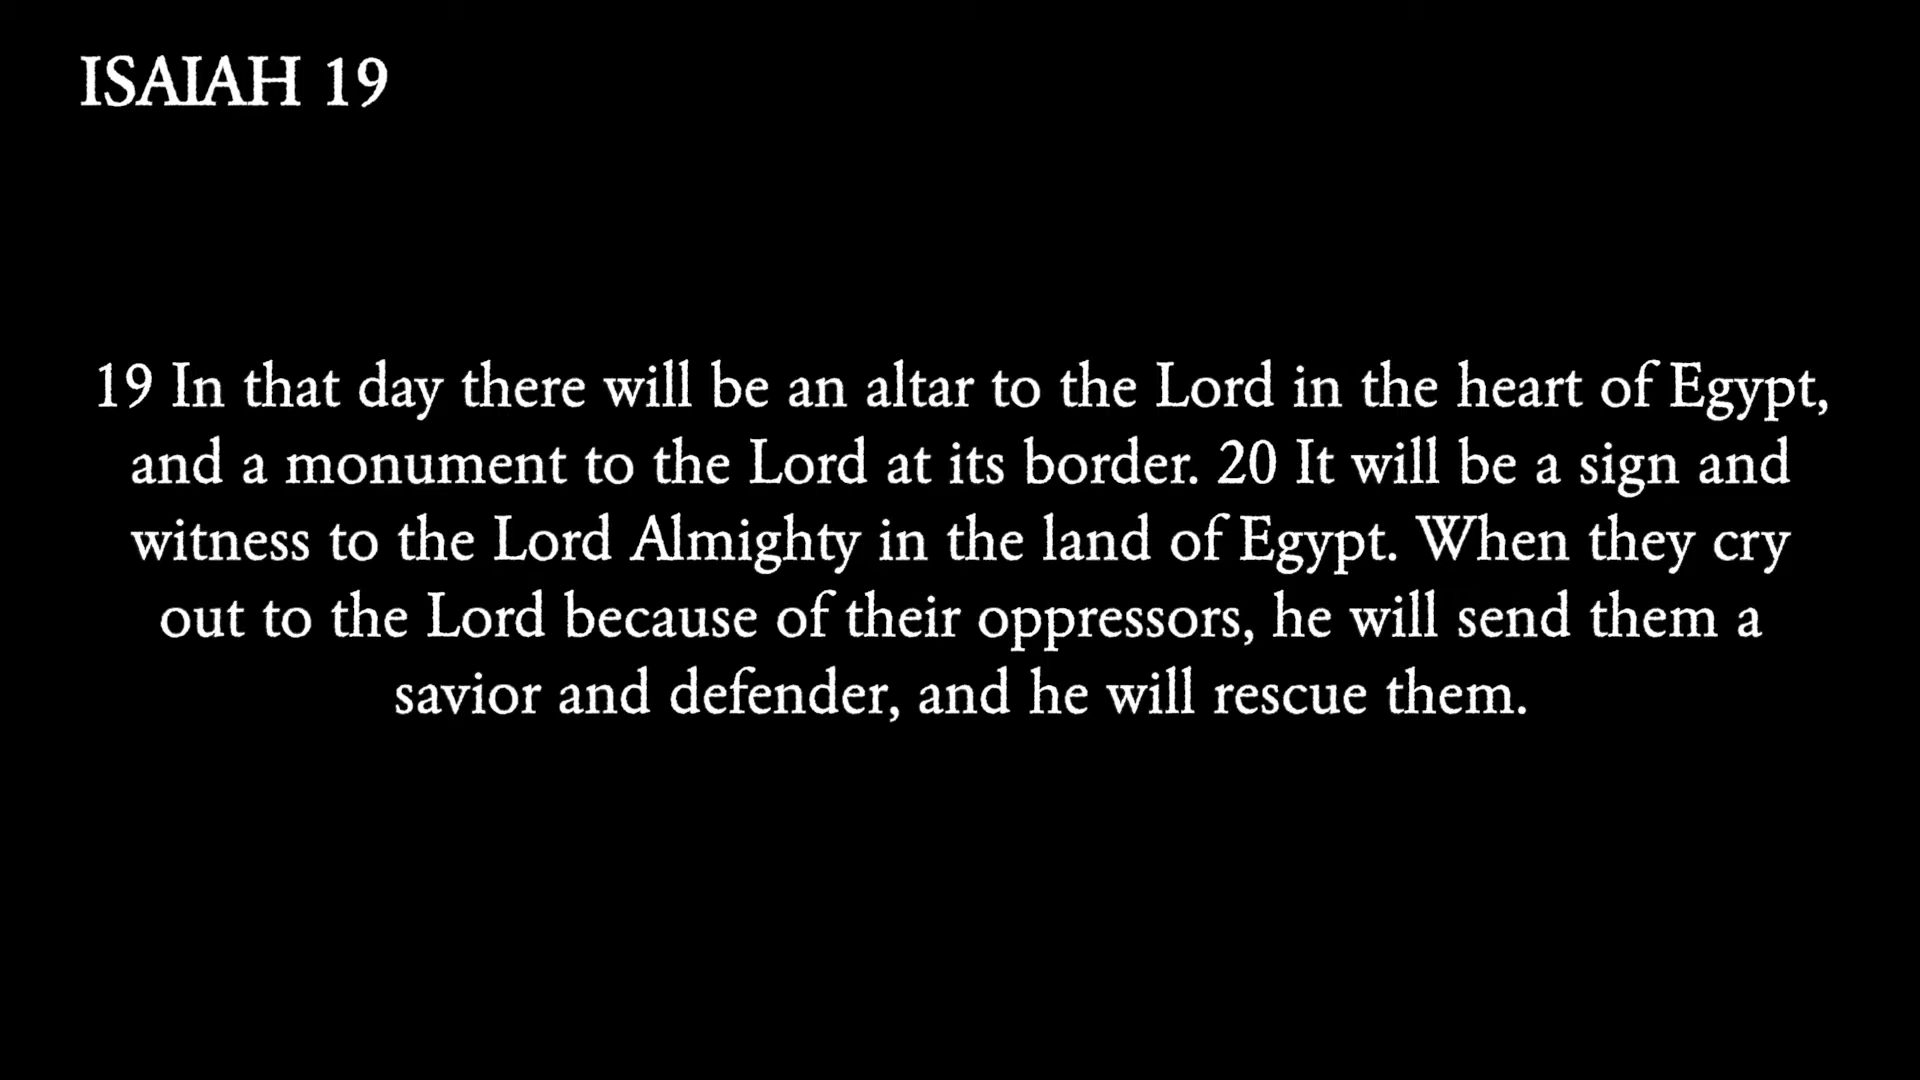 ISAIAH 19
19 In that day there will be an altar to the Lord in the heart of Egypt,
and a monument to the Lord at its border. 20 It will be a sign and
witness to the Lord Almighty in the land of Egypt. When they cry
out to the Lord because of their oppressors, he will send them a
savior and defender, and he will rescue them.